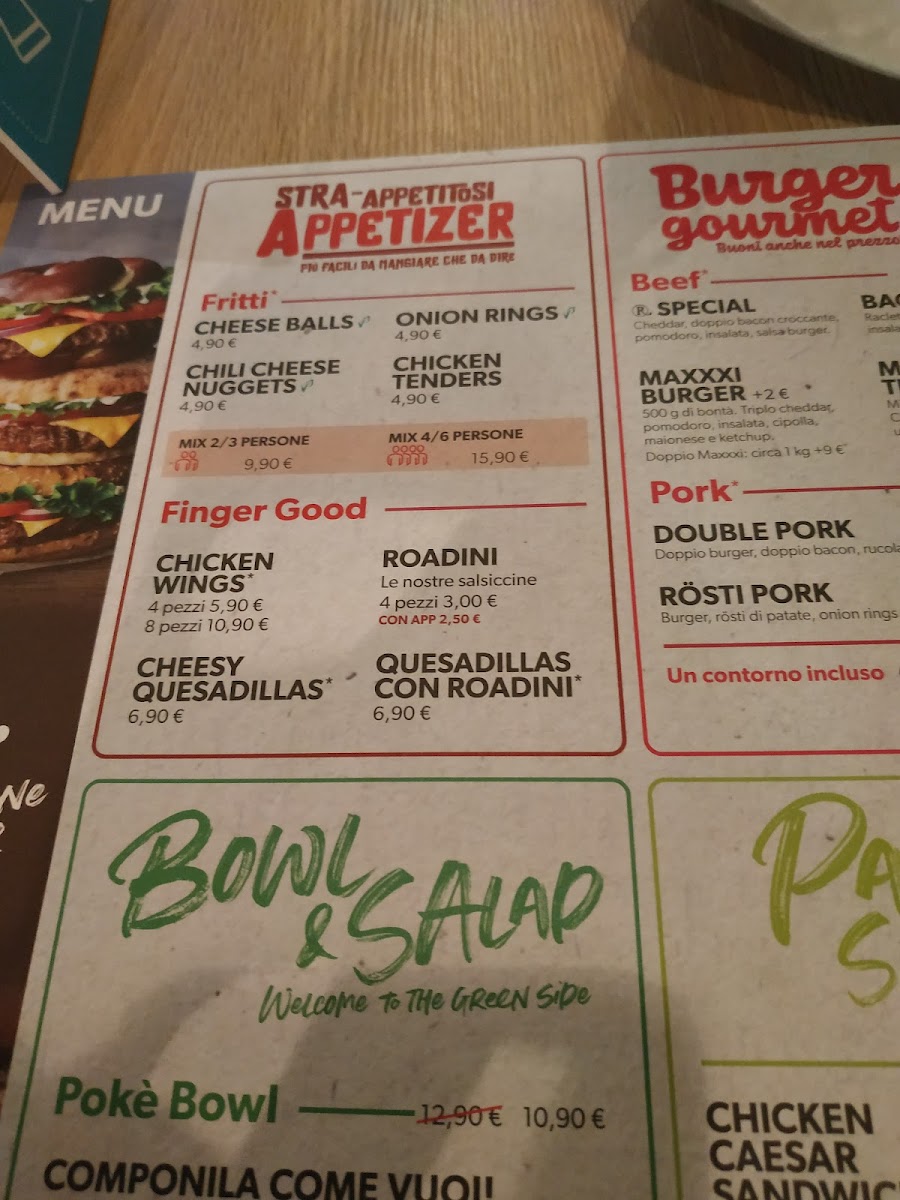 MENU
STRA-APPETITOSI
APPETIZER
PIÙ FACILI DA MANGIARE CHE DA DIRE
Fritti*
CHEESE BALLS
4,90 €
ONION RINGS
4,90 €
CHILI CHEESE
NUGGETS
4,90 €
CHICKEN
TENDERS
4,90 €
MIX 2/3 PERSONE
9,90 €
MIX 4/6 PERSONE
15,90 €
Finger Good
CHICKEN
WINGS*
4 pezzi 5,90 €
8 pezzi 10,90 €
ROADINI
Le nostre salsiccine
4 pezzi 3,00 €
CON APP 2,50 €
CHEESY
QUESADILLAS*
6,90 €
QUESADILLAS
CON ROADINI*
6,90 €
Burger
gourmet
Buoni anche nel prezzo
Beef*
R. SPECIAL
Cheddar, doppio bacon croccante,
pomodoro, insalata, salsa burger.
MAXXXI
BURGER +2 €
500 g di bontà. Triplo cheddar,
pomodoro, insalata, cipolla,
maionese e ketchup.
Doppio Maxxxi: circa 1 kg +9 €
Pork*
DOUBLE PORK
Doppio burger, doppio bacon, rucola
RÖSTI PORK
Burger, rösti di patate, onion rings
Un contorno incluso
BOWL
& SALAD
WELCOME TO THE GREEN SIDE
Pokè Bowl 12,90 € 10,90 €
COMPONILA COME VUOI!
CHICKEN
CAESAR